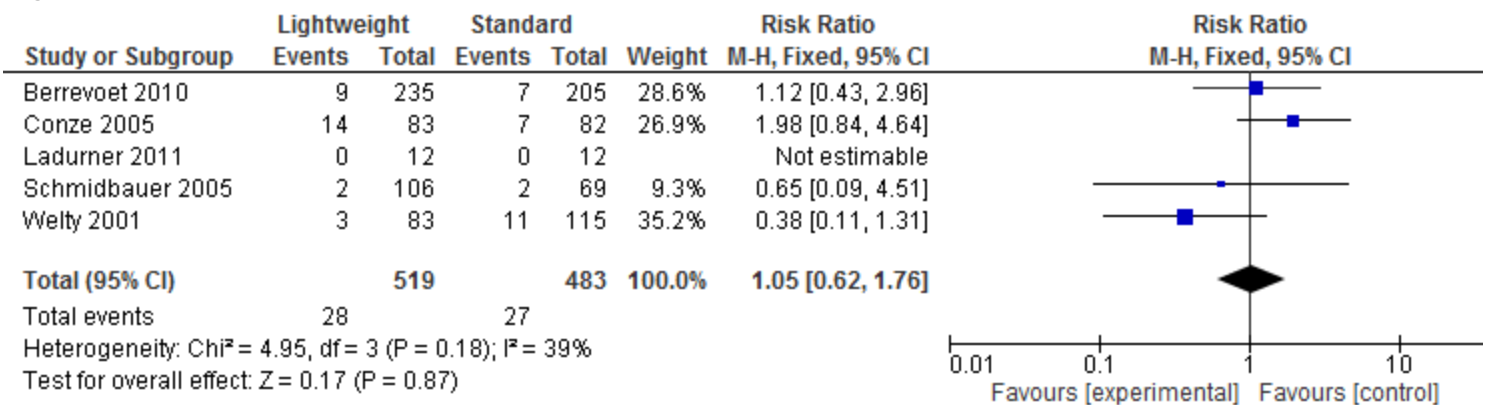 Lightweight Standard Risk Ratio Risk Ratio
Study or Subgroup Events Total Events Total Weight M-H, Fixed, 95% CI M-H, Fixed, 95% CI
Berrevoet 2010 9 235 7 205 28.6% 1.12 [0.43, 2.96]
Conze 2005 14 83 7 82 26.9% 1.98 [0.84, 4.64]
Ladurner 2011 0 12 0 12 Not estimable
Schmidbauer 2005 2 106 2 69 9.3% 0.65 [0.09, 4.51]
Welty 2001 3 83 11 115 35.2% 0.38 [0.11, 1.31]
Total (95% CI) 519 483 100.0% 1.05 [0.62, 1.76]
Total events 28 27
Heterogeneity: Chi² = 4.95, df = 3 (P = 0.18); I² = 39%
Test for overall effect: Z = 0.17 (P = 0.87)
0.01 0.1 1 10
Favours [experimental] Favours [control]